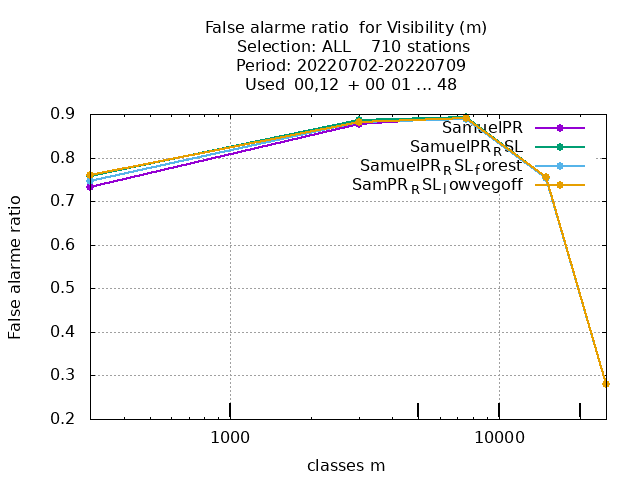 False alarme ratio  for Visibility (m)
Selection: ALL    710 stations
Period: 20220702-20220709
Used  00,12  + 00 01 ... 48
False alarme ratio
0.9
0.8
0.7
0.6
0.5
0.4
0.3
0.2
SamuelPR
SamuelPR_RSL
SamuelPR_RSL_forest
SamPR_RSL_lowvegoff
1000
10000
classes m